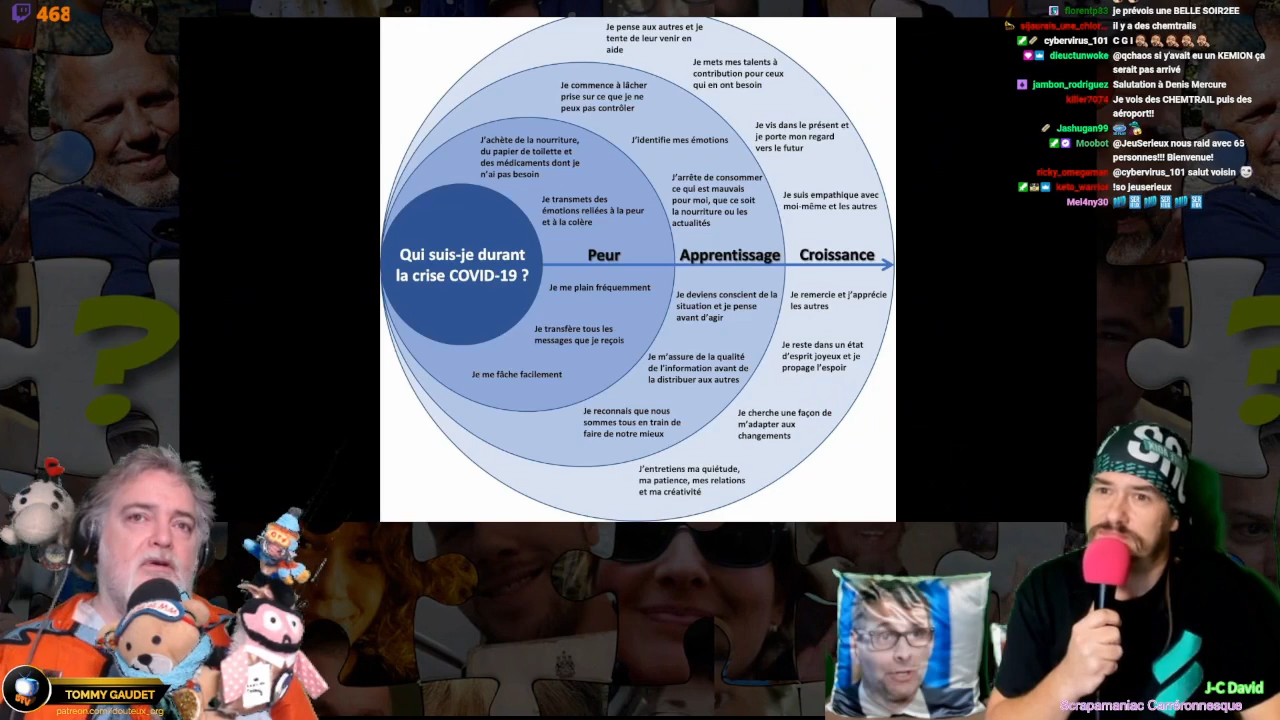 468
Je pense aux autres et je
tente de leur venir en
aide
Je mets mes talents à
contribution pour ceux
qui en ont besoin
Je commence à lâcher
prise sur ce que je ne
peux pas contrôler
Je vis dans le présent et
je porte mon regard
vers le futur
J'identifie mes émotions
J'achète de la nourriture,
du papier de toilette et
des médicaments dont je
n'ai pas besoin
J'arrête de consommer
ce qui est mauvais
pour moi, que ce soit
la nourriture ou les
actualités
Je suis empathique avec
moi-même et les autres
Je transmets des
émotions reliées à la peur
et à la colère
Qui suis-je durant
la crise COVID-19 ?
Peur
Apprentissage
Croissance
Je me plain fréquemment
Je deviens conscient de la
situation et je pense
avant d'agir
Je remercie et j'apprécie
les autres
Je transfère tous les
messages que je reçois
Je reste dans un état
d'esprit joyeux et je
propage l'espoir
Je m'assure de la qualité
de l'information avant de
la distribuer aux autres
Je me fâche facilement
Je reconnais que nous
sommes tous en train de
faire de notre mieux
Je cherche une façon de
m'adapter aux
changements
J'entretiens ma quiétude,
ma patience, mes relations
et ma créativité
florentp83 je prévois une BELLE SOIR2EE
il y a des chemtrails
cybervirus_101 C G I
dieuctunwoke @qchaos si y'avait eu un KEMION ça
serait pas arrivé
jambon_rodriguez Salutation à Denis Mercure
killer7074 Je vois des CHEMTRAIL puis des
aéroport!!
Jashugan99
Moobot @JeuSerieux nous raid avec 65
personnes!!! Bienvenue!
ricky_omegaman @cybervirus_101 salut voisin
keto_warrior !so jeuserieux
Mel4ny30
GTV
TOMMY GAUDET
patreon.com/douteux_org
J-C David
@crapamaniac Carréronnesque